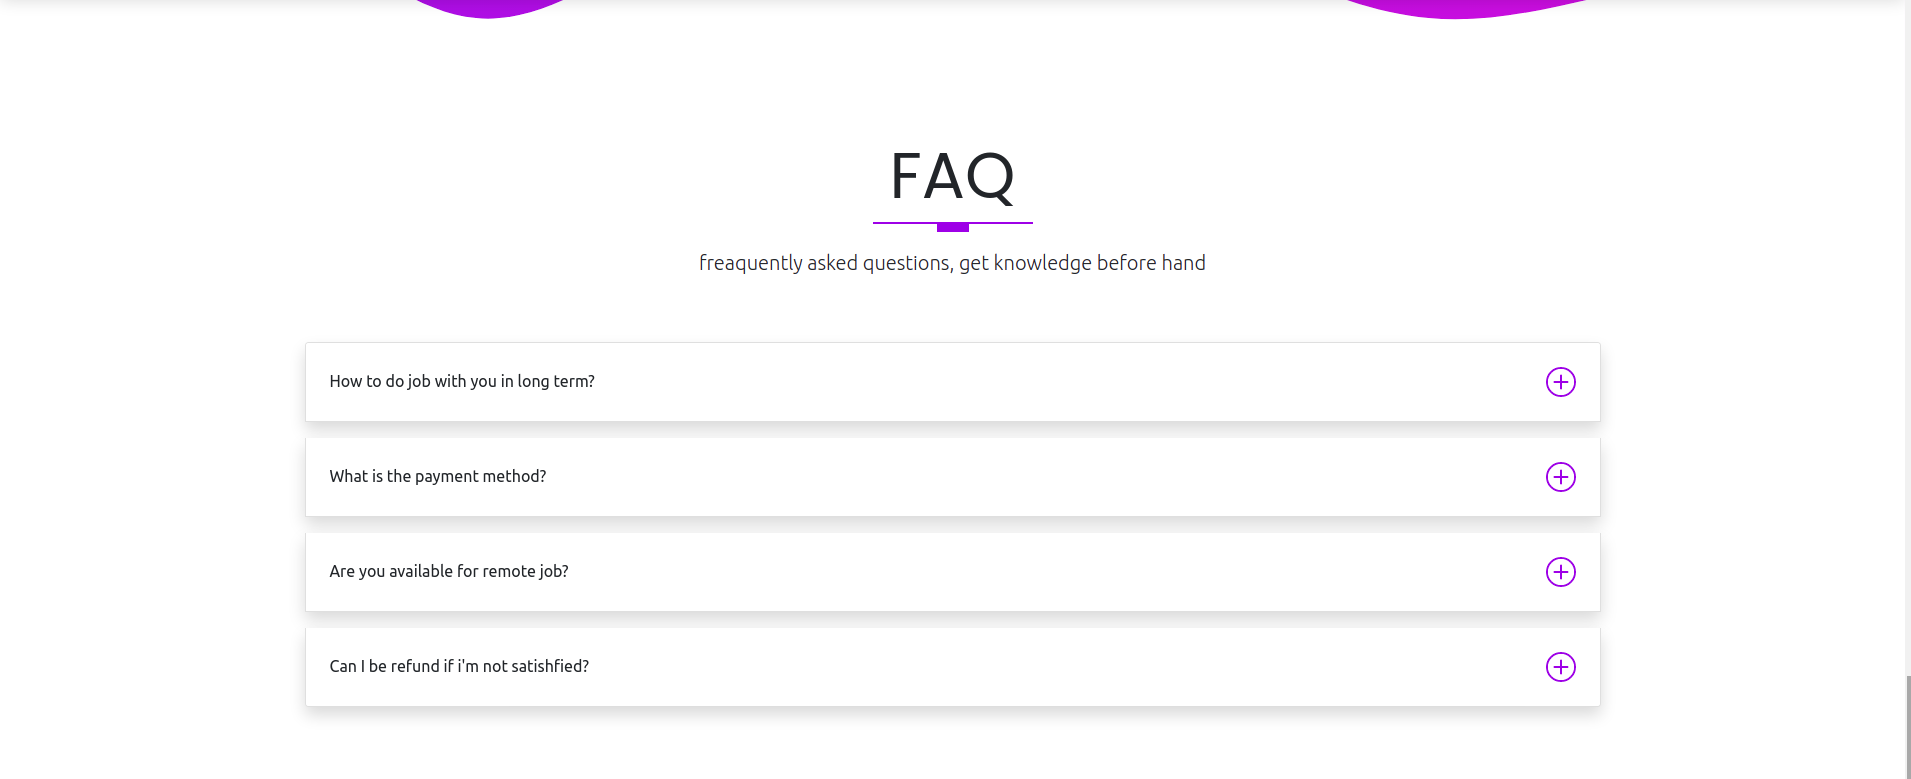 FAQ
freaquently asked questions, get knowledge before hand
How to do job with you in long term?
What is the payment method?
Are you available for remote job?
Can I be refund if i'm not satishfied?